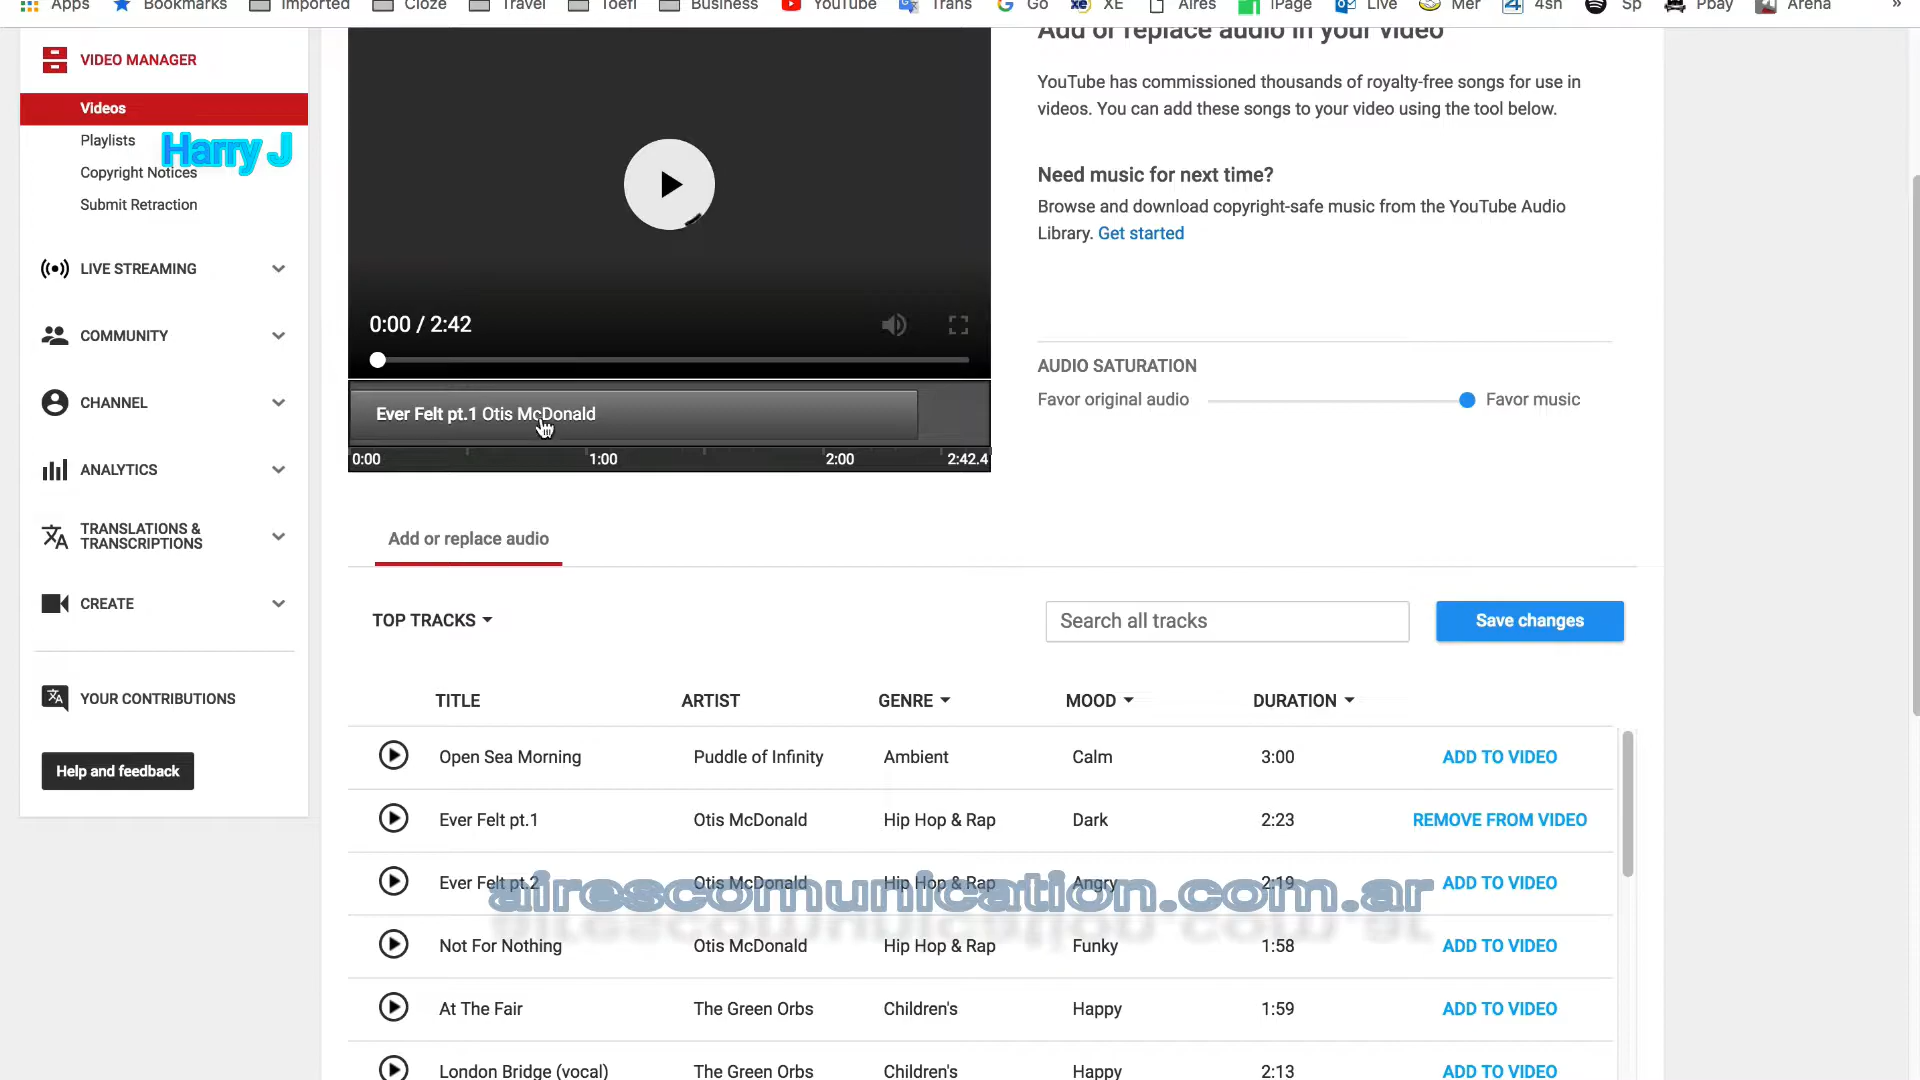 Apps Bookmarks Imported Cloze Travel Toefl Business YouTube Trans Go XE Aires iPage Live Mer 4sh Sp Pbay Arena »
VIDEO MANAGER
Videos
Playlists
Harry J
Copyright Notices
Submit Retraction
LIVE STREAMING
COMMUNITY
CHANNEL
ANALYTICS
TRANSLATIONS &
TRANSCRIPTIONS
CREATE
YOUR CONTRIBUTIONS
Help and feedback
0:00 / 2:42
Ever Felt pt.1 Otis McDonald
0:00 1:00 2:00 2:42.4
Add or replace audio in your video
YouTube has commissioned thousands of royalty-free songs for use in
videos. You can add these songs to your video using the tool below.
Need music for next time?
Browse and download copyright-safe music from the YouTube Audio
Library. Get started
AUDIO SATURATION
Favor original audio Favor music
Add or replace audio
TOP TRACKS Search all tracks Save changes
TITLE ARTIST GENRE MOOD DURATION
Open Sea Morning Puddle of Infinity Ambient Calm 3:00 ADD TO VIDEO
Ever Felt pt.1 Otis McDonald Hip Hop & Rap Dark 2:23 REMOVE FROM VIDEO
Ever Felt pt.2 Otis McDonald Hip Hop & Rap Angry 2:19 ADD TO VIDEO
airescomunication.com.ar
Not For Nothing Otis McDonald Hip Hop & Rap Funky 1:58 ADD TO VIDEO
At The Fair The Green Orbs Children's Happy 1:59 ADD TO VIDEO
London Bridge (vocal) The Green Orbs Children's Happy 2:13 ADD TO VIDEO